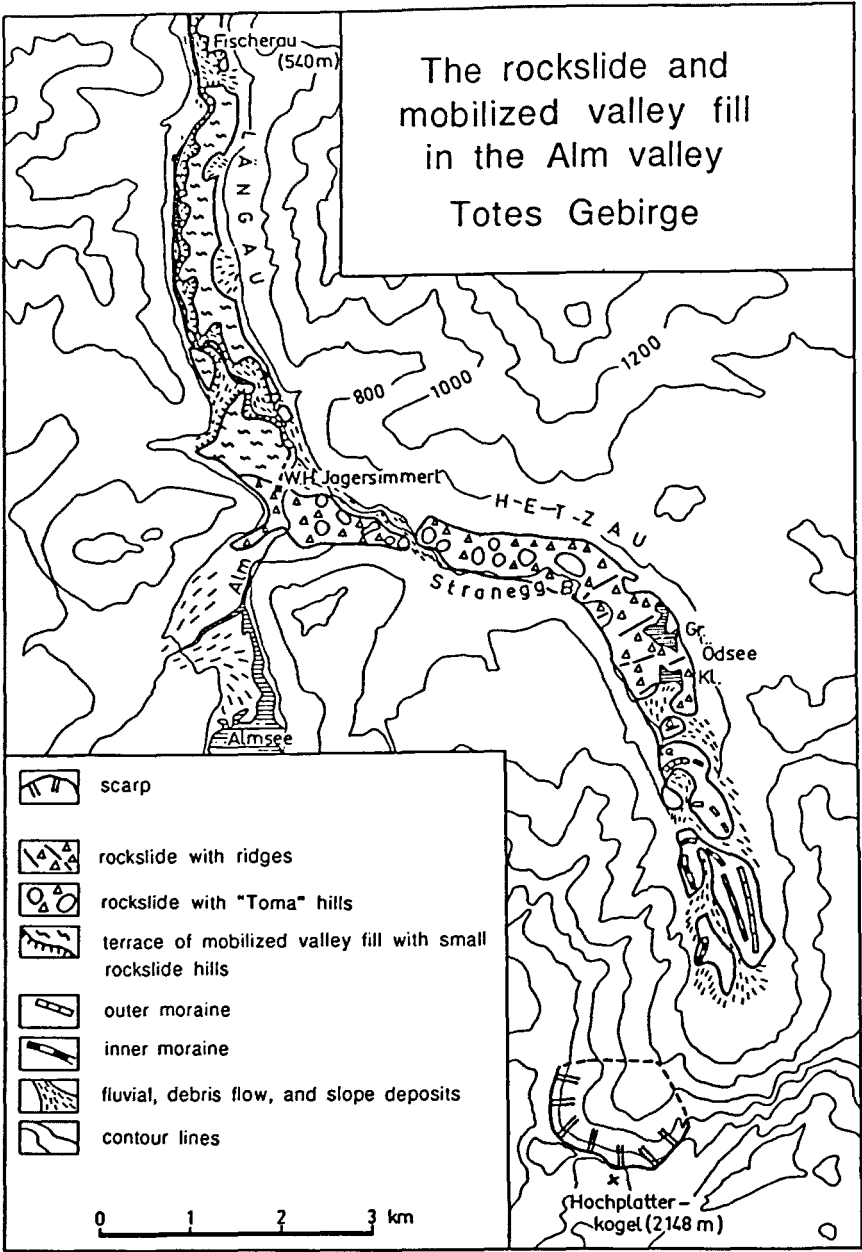 The rockslide and
mobilized valley fill
in the Alm valley
Totes Gebirge
Fischerau
(540m)
LÄNGAU
800
1000
1200
W.H. Jagersimmerl
H-E-T-Z A U
Stranegg B.
Alm
Gr.
Ödsee
Kl.
Almsee
scarp
rockslide with ridges
rockslide with "Toma" hills
terrace of mobilized valley fill with small
rockslide hills
outer moraine
inner moraine
fluvial, debris flow, and slope deposits
contour lines
0 1 2 3 km
Hochplatter-
kogel (2148 m)